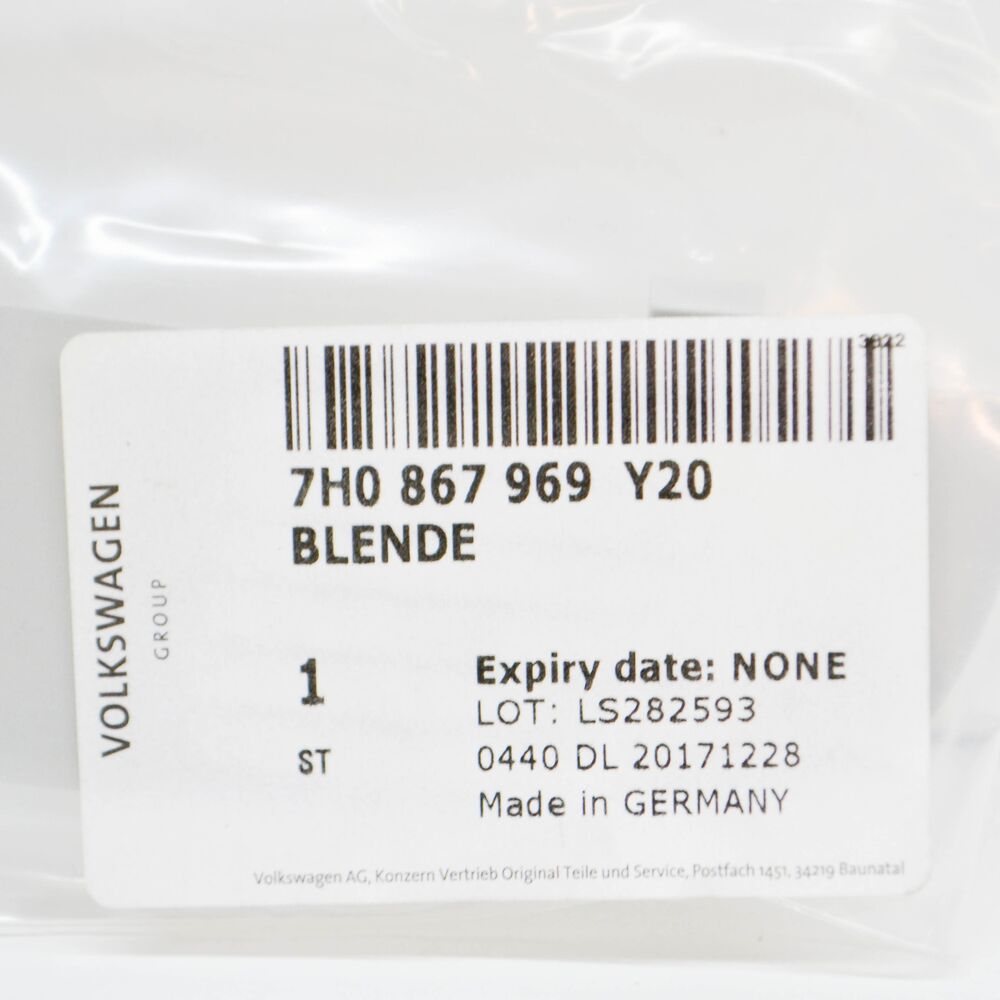 7H0 867 969 Y20
BLENDE
VOLKSWAGEN
GROUP
1
ST
Expiry date: NONE
LOT: LS282593
0440 DL 20171228
Made in GERMANY
Volkswagen AG, Konzern Vertrieb Original Teile und Service, Postfach 1451, 34219 Baunatal